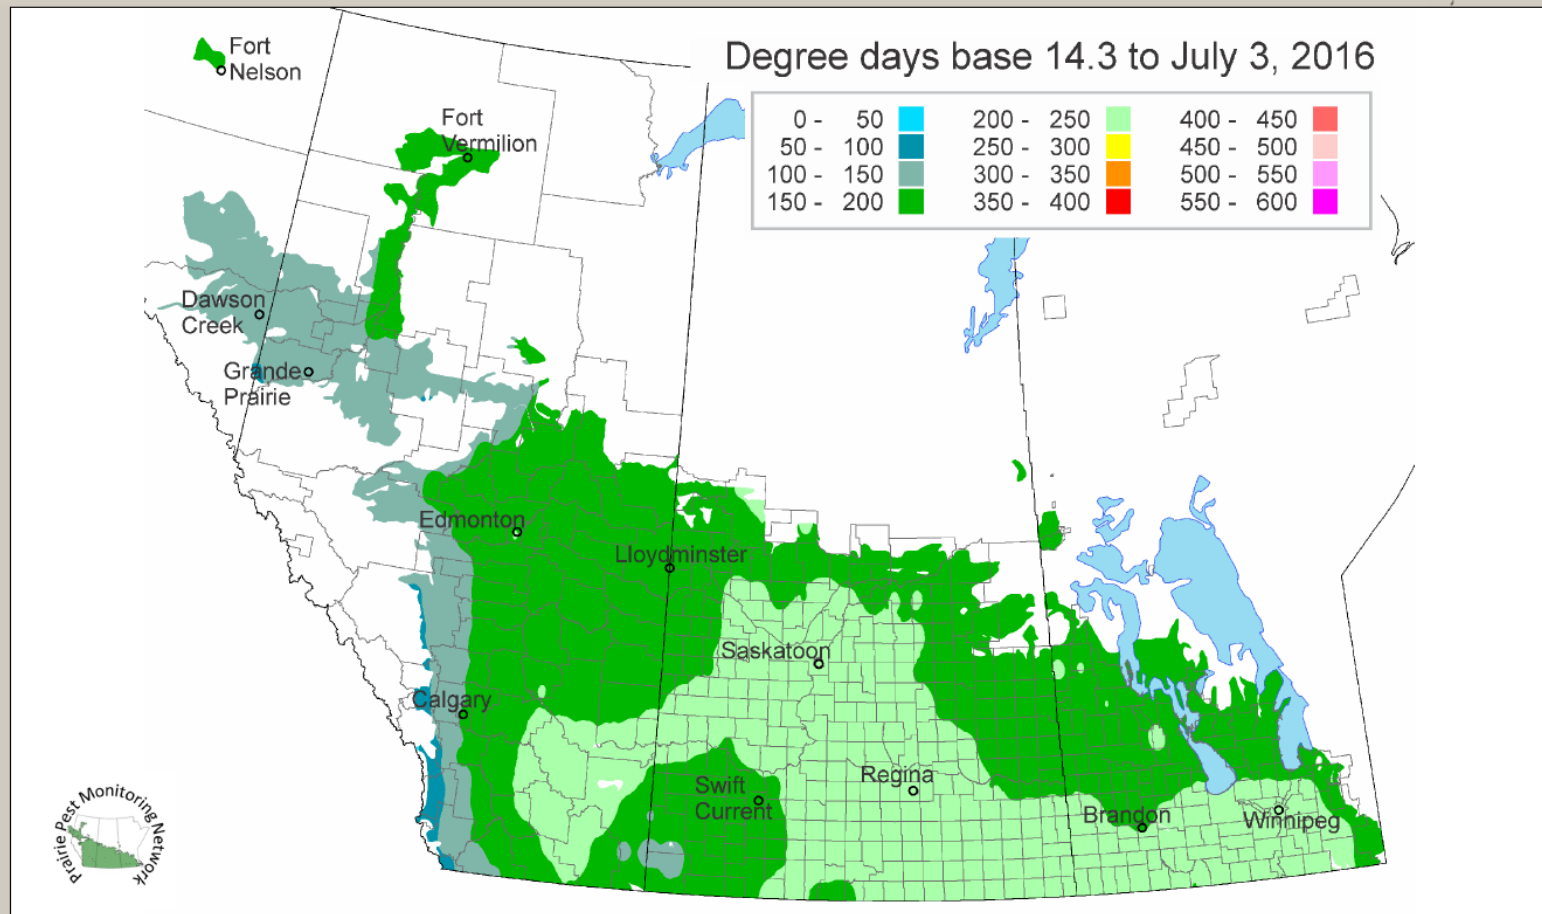 Degree days base 14.3 to July 3, 2016
0 - 50
50 - 100
100 - 150
150 - 200
200 - 250
250 - 300
300 - 350
350 - 400
400 - 450
450 - 500
500 - 550
550 - 600
Fort
Nelson
Fort
Vermilion
Dawson
Creek
Grande
Prairie
Edmonton
Lloydminster
Saskatoon
Calgary
Swift
Current
Regina
Brandon
Winnipeg
Prairie Pest Monitoring Network